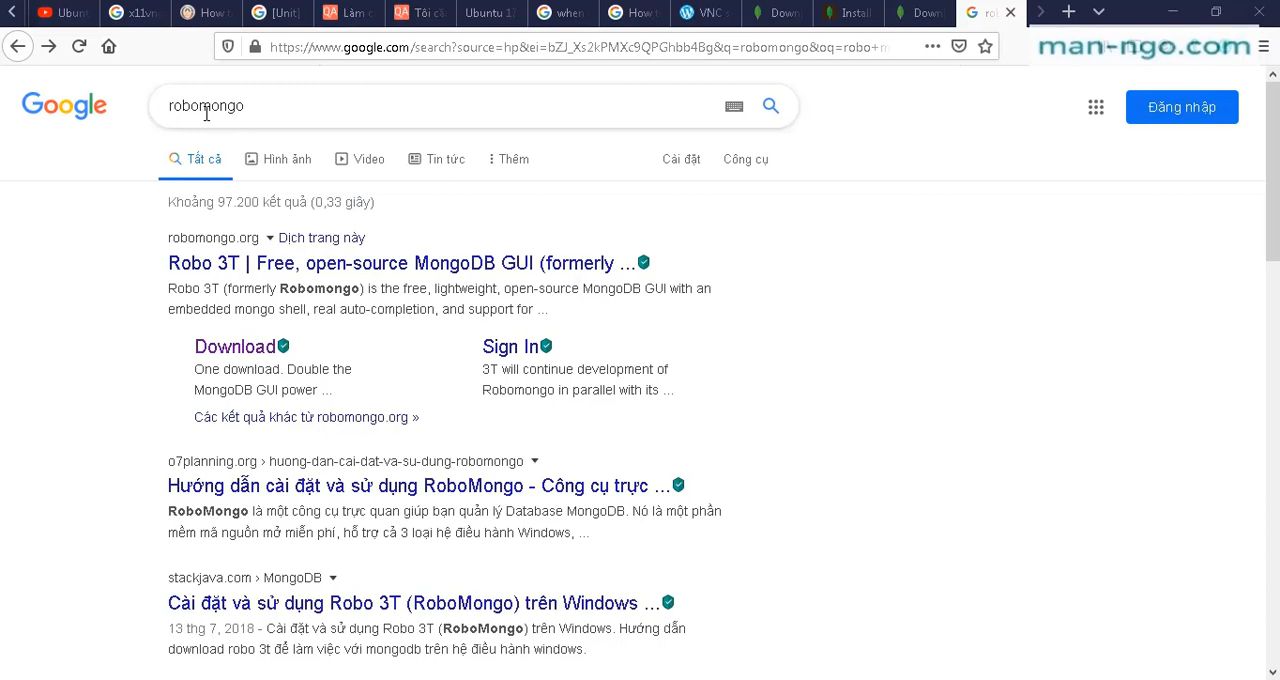 Ubunt
x11vn
How t
[Unit]
Làm c
Tôi cà
Ubuntu 17
when
How t
VNC s
Down
Install
Down
ro
https://www.google.com/search?source=hp&ei=bZJ_Xs2kPMXc9QPGhbb4Bg&q=robomongo&oq=robo+m
man-ngo.com
Google
robomongo
Đăng nhập
Tất cả
Hình ảnh
Video
Tin tức
Thêm
Cài đặt
Công cụ
Khoảng 97.200 kết quả (0,33 giây)
robomongo.org Dịch trang này
Robo 3T | Free, open-source MongoDB GUI (formerly ...
Robo 3T (formerly Robomongo) is the free, lightweight, open-source MongoDB GUI with an
embedded mongo shell, real auto-completion, and support for ...
Download
One download. Double the
MongoDB GUI power ...
Sign In
3T will continue development of
Robomongo in parallel with its ...
Các kết quả khác từ robomongo.org »
o7planning.org › huong-dan-cai-dat-va-su-dung-robomongo
Hướng dẫn cài đặt và sử dụng RoboMongo - Công cụ trực ...
RoboMongo là một công cụ trực quan giúp bạn quản lý Database MongoDB. Nó là một phần
mềm mã nguồn mở miễn phí, hỗ trợ cả 3 loại hệ điều hành Windows, ...
stackjava.com › MongoDB
Cài đặt và sử dụng Robo 3T (RoboMongo) trên Windows ...
13 thg 7, 2018 - Cài đặt và sử dụng Robo 3T (RoboMongo) trên Windows. Hướng dẫn
download robo 3t để làm việc với mongodb trên hệ điều hành windows.